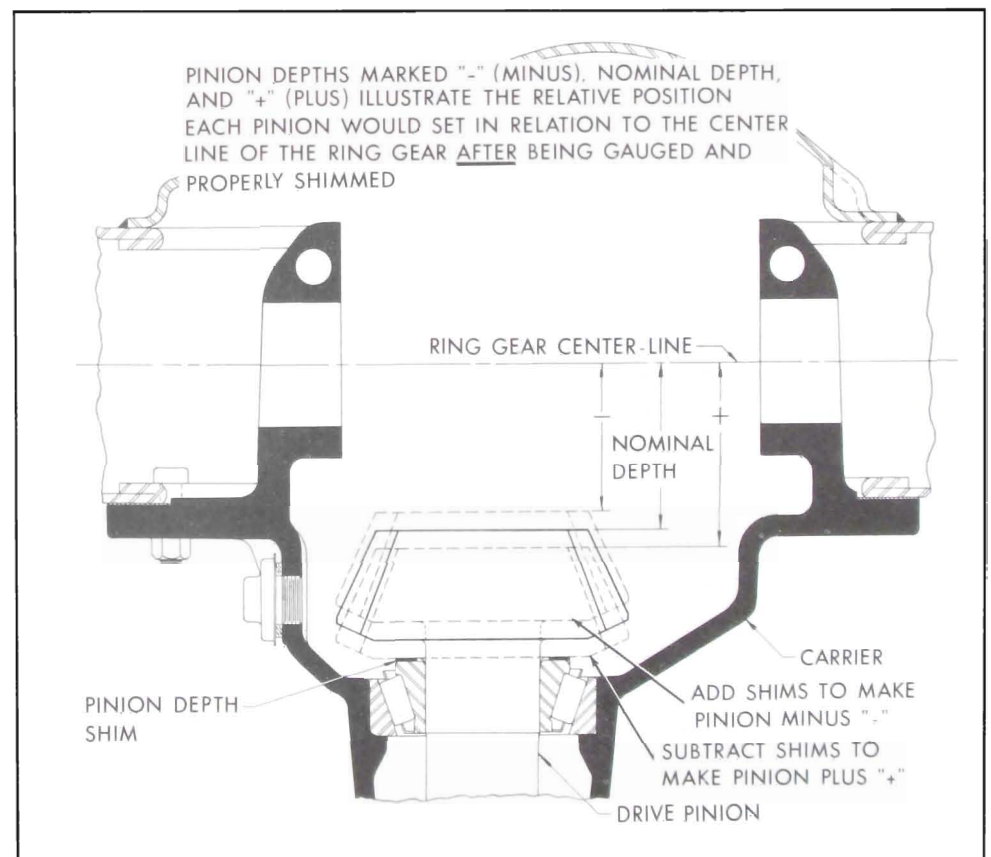 PINION DEPTHS MARKED "-" (MINUS), NOMINAL DEPTH,
AND "+" (PLUS) ILLUSTRATE THE RELATIVE POSITION
EACH PINION WOULD SET IN RELATION TO THE CENTER
LINE OF THE RING GEAR AFTER BEING GAUGED AND
PROPERLY SHIMMED
RING GEAR CENTER-LINE
- +
NOMINAL
DEPTH
CARRIER
PINION DEPTH
SHIM
ADD SHIMS TO MAKE
PINION MINUS "-"
SUBTRACT SHIMS TO
MAKE PINION PLUS "+"
DRIVE PINION